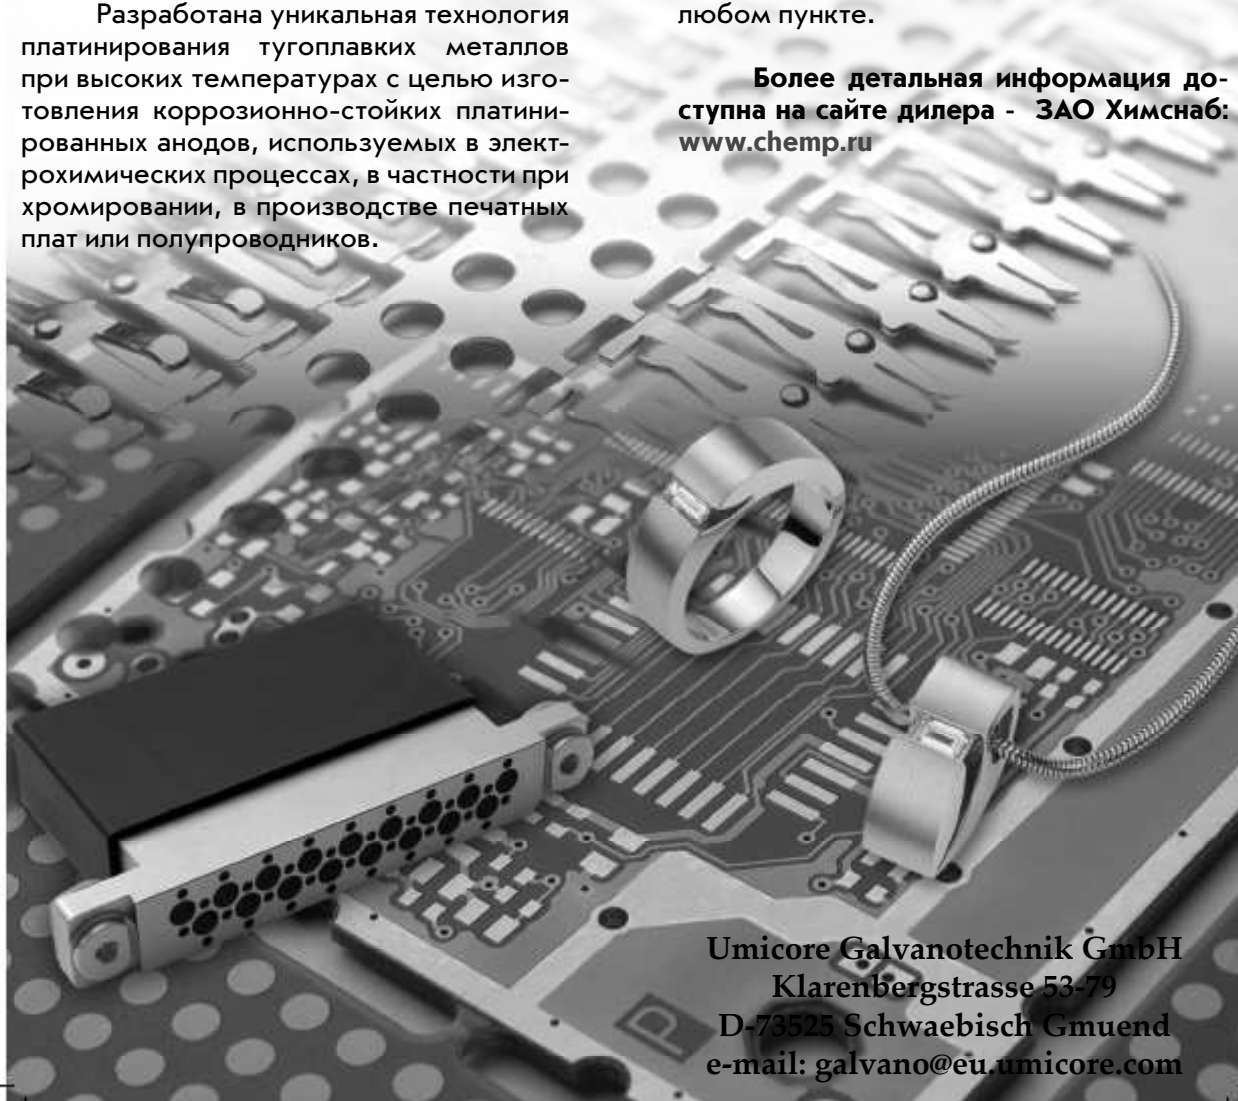 Разработана уникальная технология
платинирования тугоплавких металлов
при высоких температурах с целью изго-
товления коррозионно-стойких платини-
рованных анодов, используемых в элект-
рохимических процессах, в частности при
хромировании, в производстве печатных
плат или полупроводников.
любом пункте.
Более детальная информация до-
ступна на сайте дилера - ЗАО Химснаб:
www.chemp.ru
P
Umicore Galvanotechnik GmbH
Klarenbergstrasse 53-79
D-73525 Schwaebisch Gmuend
e-mail: galvano@eu.umicore.com